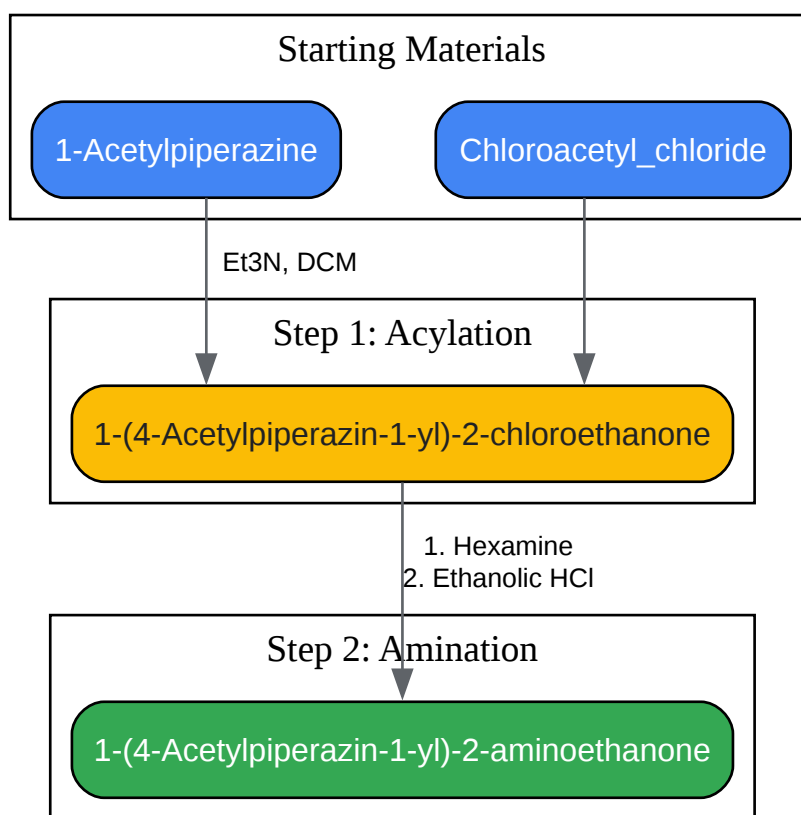 Starting Materials
1-Acetylpiperazine
Chloroacetyl_chloride
Et3N, DCM
Step 1: Acylation
1-(4-Acetylpiperazin-1-yl)-2-chloroethanone
1. Hexamine
2. Ethanolic HCl
Step 2: Amination
1-(4-Acetylpiperazin-1-yl)-2-aminoethanone